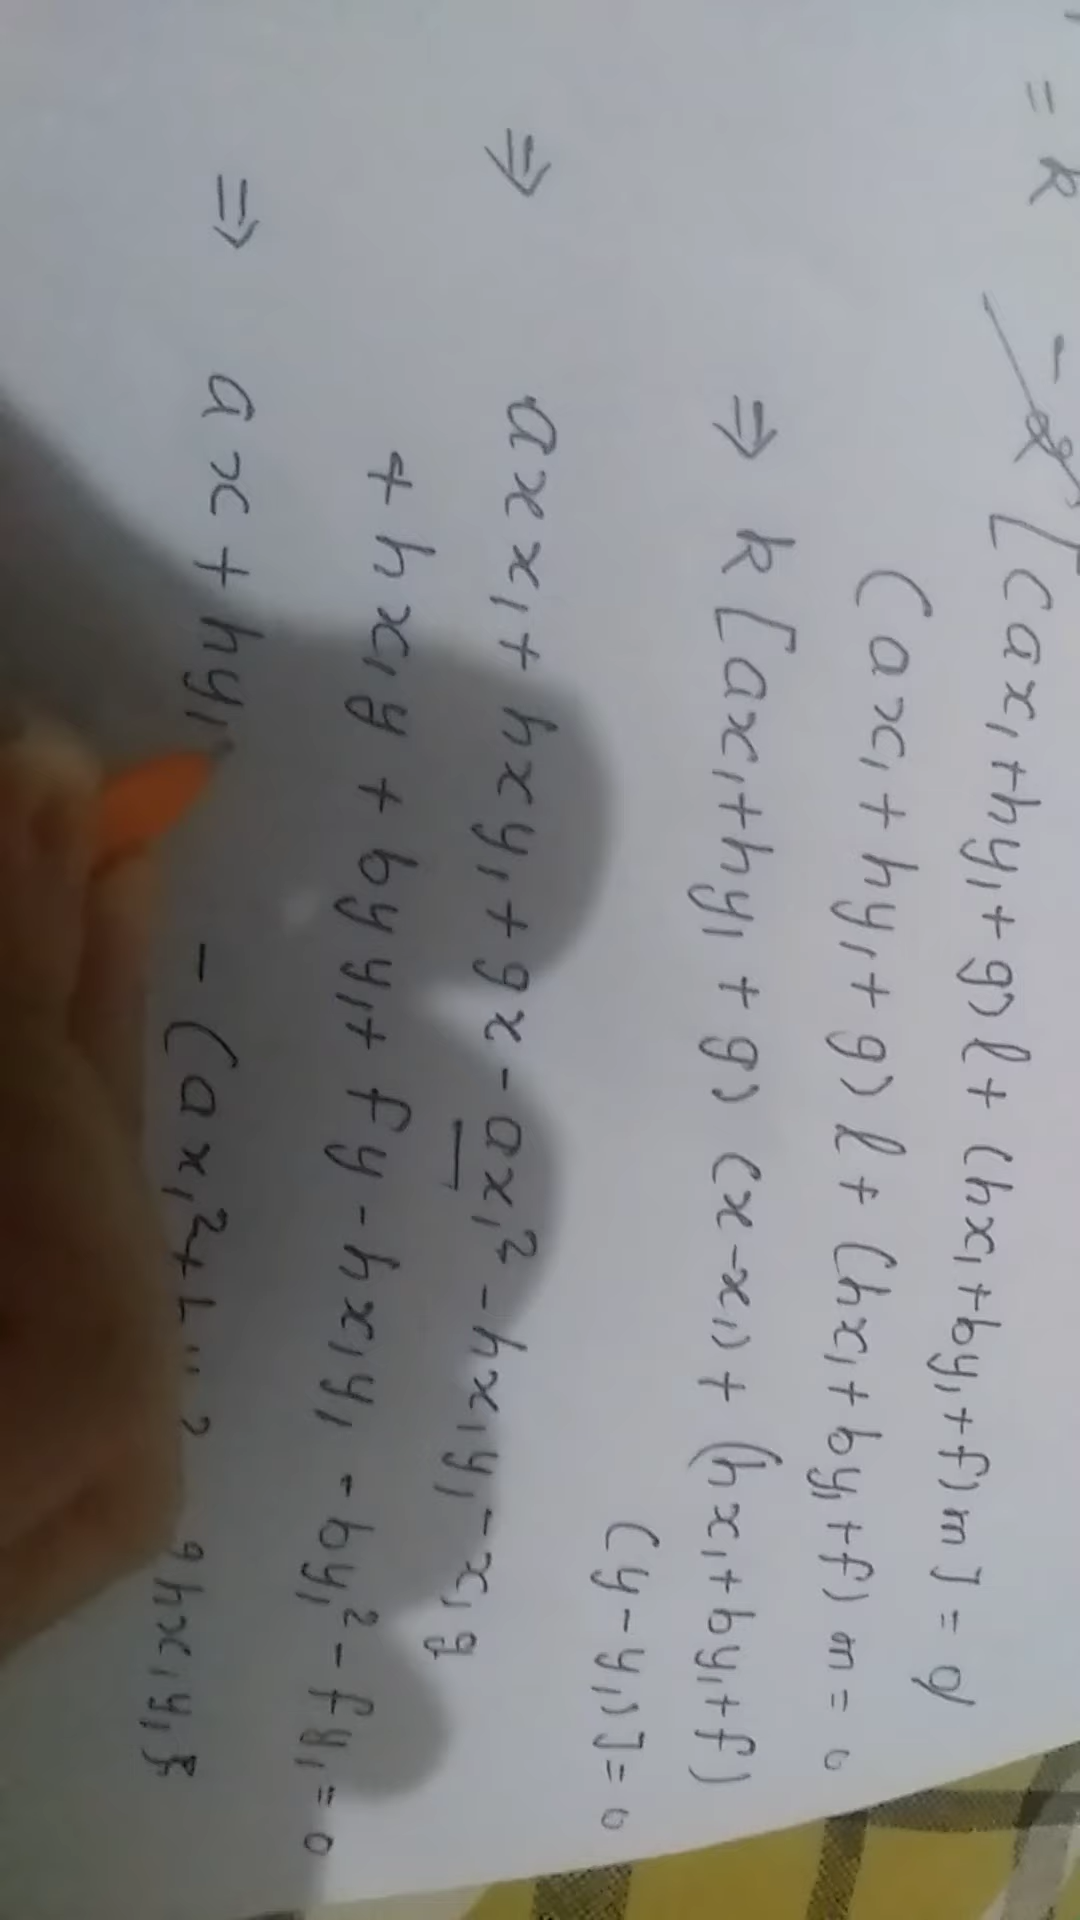 = k
[(ax₁+hy₁+g)l+(hx₁+by₁+f)m]=0
(ax₁+hy₁+g)l+(hx₁+by₁+f)m=0
⇒ k[ax₁+hy₁+g)(x-x₁)+(hx₁+by₁+f)
(y-y₁)]=0
⇒ axx₁+hxy₁+gx-ax₁²-hx₁y₁-x₁g
+hx₁y+byy₁+fy-hx₁y₁-by₁²-fy₁=0
⇒ ax+hy₁ -(ax₁²+ hx₁y₁}